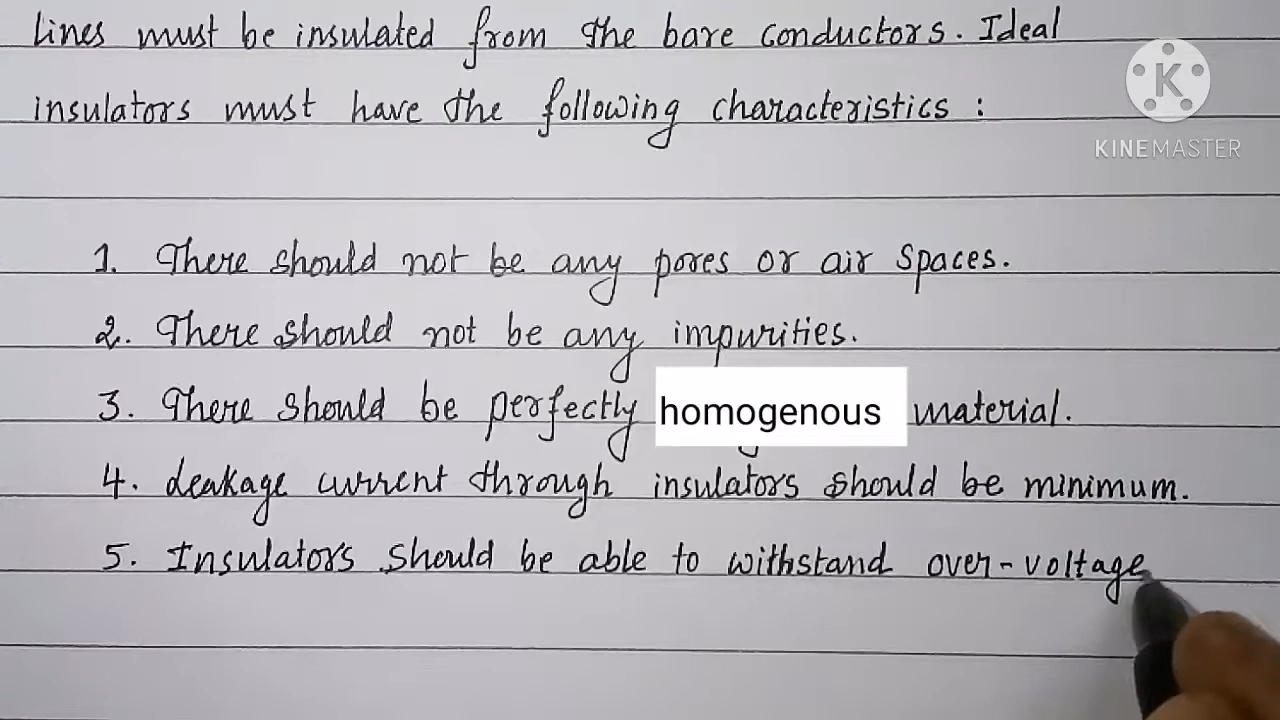 lines must be insulated from the bare conductors. Ideal
insulators must have the following characteristics :
KINEMASTER
1. There should not be any pores or air spaces.
2. There should not be any impurities.
3. There should be perfectly homogenous material.
4. Leakage current through insulators should be minimum.
5. Insulators should be able to withstand over-voltage